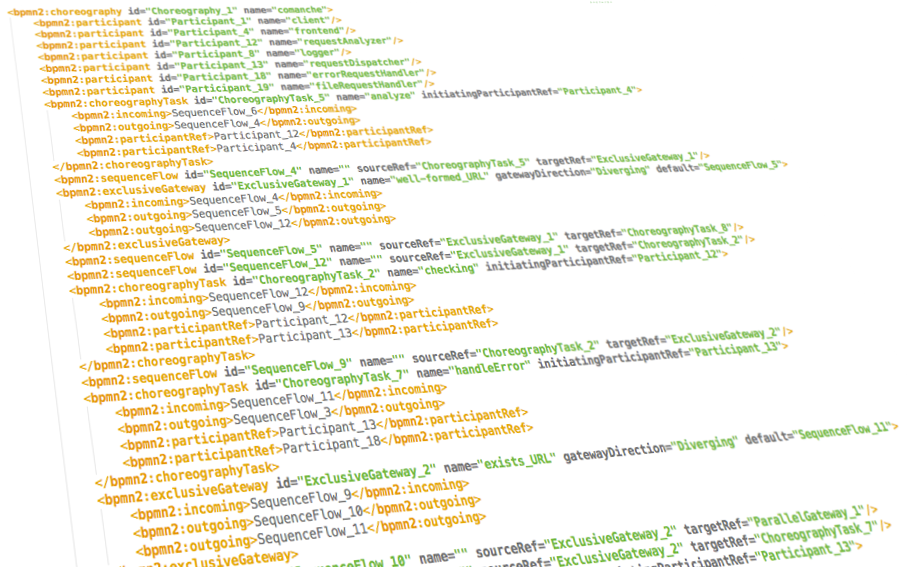 <bpmn2:choreography id="Choreography_1" name="comanche">
<bpmn2:participant id="Participant_1" name="client"/>
<bpmn2:participant id="Participant_4" name="frontend"/>
<bpmn2:participant id="Participant_12" name="requestAnalyzer"/>
<bpmn2:participant id="Participant_8" name="logger"/>
<bpmn2:participant id="Participant_13" name="requestDispatcher"/>
<bpmn2:participant id="Participant_18" name="errorRequestHandler"/>
<bpmn2:participant id="Participant_19" name="fileRequestHandler"/>
<bpmn2:choreographyTask id="ChoreographyTask_5" name="analyze" initiatingParticipantRef="Participant_4">
<bpmn2:incoming>SequenceFlow_6</bpmn2:incoming>
<bpmn2:outgoing>SequenceFlow_4</bpmn2:outgoing>
<bpmn2:participantRef>Participant_12</bpmn2:participantRef>
<bpmn2:participantRef>Participant_4</bpmn2:participantRef>
</bpmn2:choreographyTask>
<bpmn2:sequenceFlow id="SequenceFlow_4" name="" sourceRef="ChoreographyTask_5" targetRef="ExclusiveGateway_1"/>
<bpmn2:exclusiveGateway id="ExclusiveGateway_1" name="well-formed_URL" gatewayDirection="Diverging" default="SequenceFlow_5">
<bpmn2:incoming>SequenceFlow_4</bpmn2:incoming>
<bpmn2:outgoing>SequenceFlow_5</bpmn2:outgoing>
<bpmn2:outgoing>SequenceFlow_12</bpmn2:outgoing>
</bpmn2:exclusiveGateway>
<bpmn2:sequenceFlow id="SequenceFlow_5" name="" sourceRef="ExclusiveGateway_1" targetRef="ChoreographyTask_8"/>
<bpmn2:sequenceFlow id="SequenceFlow_12" name="" sourceRef="ExclusiveGateway_1" targetRef="ChoreographyTask_2"/>
<bpmn2:choreographyTask id="ChoreographyTask_2" name="checking" initiatingParticipantRef="Participant_12">
<bpmn2:incoming>SequenceFlow_12</bpmn2:incoming>
<bpmn2:outgoing>SequenceFlow_9</bpmn2:outgoing>
<bpmn2:participantRef>Participant_12</bpmn2:participantRef>
<bpmn2:participantRef>Participant_13</bpmn2:participantRef>
</bpmn2:choreographyTask>
<bpmn2:sequenceFlow id="SequenceFlow_9" name="" sourceRef="ChoreographyTask_2" targetRef="ExclusiveGateway_2"/>
<bpmn2:choreographyTask id="ChoreographyTask_7" name="handleError" initiatingParticipantRef="Participant_13">
<bpmn2:incoming>SequenceFlow_11</bpmn2:incoming>
<bpmn2:outgoing>SequenceFlow_3</bpmn2:outgoing>
<bpmn2:participantRef>Participant_13</bpmn2:participantRef>
<bpmn2:participantRef>Participant_18</bpmn2:participantRef>
</bpmn2:choreographyTask>
<bpmn2:exclusiveGateway id="ExclusiveGateway_2" name="exists_URL" gatewayDirection="Diverging" default="SequenceFlow_11">
<bpmn2:incoming>SequenceFlow_9</bpmn2:incoming>
<bpmn2:outgoing>SequenceFlow_10</bpmn2:outgoing>
<bpmn2:outgoing>SequenceFlow_11</bpmn2:outgoing>
exclusiveGateway>
name="" sourceRef="ExclusiveGateway_2" targetRef="ParallelGateway_1"/>
"ExclusiveGateway_2" targetRef="ChoreographyTask_7"/>
"Participant_13">